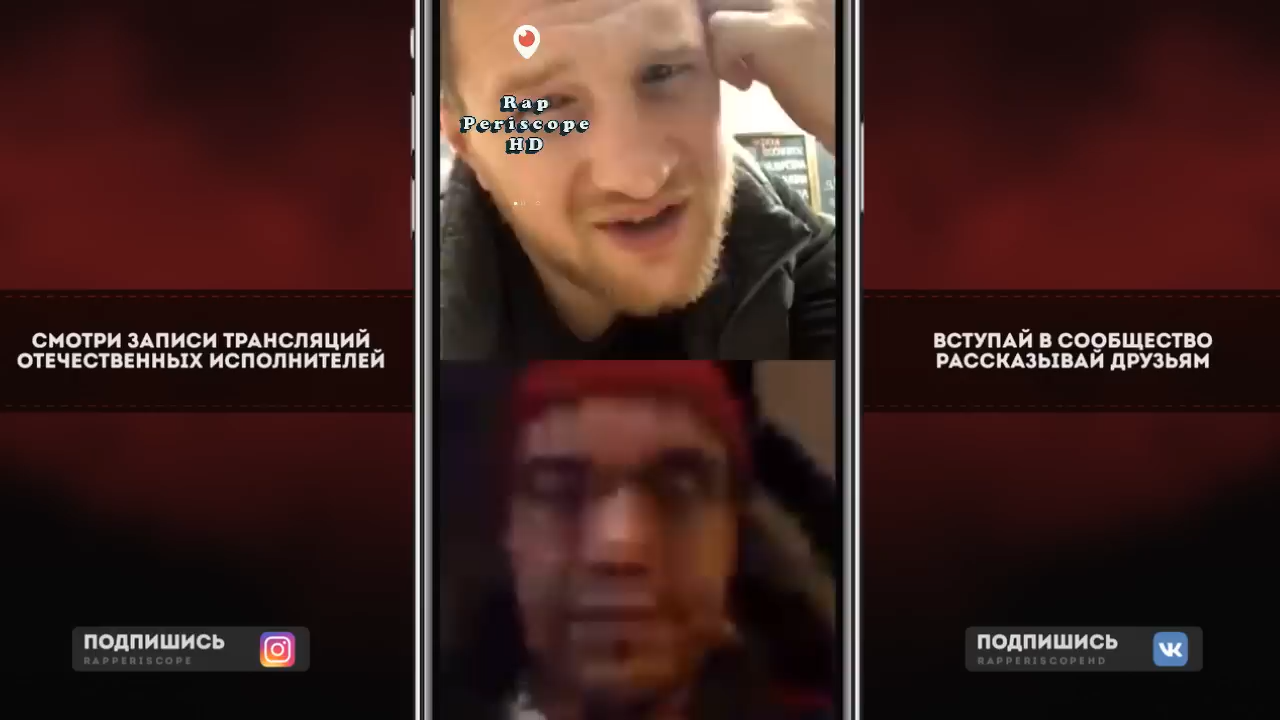 Rap
Periscope
HD
СМОТРИ ЗАПИСИ ТРАНСЛЯЦИЙ
ОТЕЧЕСТВЕННЫХ ИСПОЛНИТЕЛЕЙ
ВСТУПАЙ В СООБЩЕСТВО
РАССКАЗЫВАЙ ДРУЗЬЯМ
ПОДПИШИСЬ
RAPPERISCOPE
ПОДПИШИСЬ
RAPPERISCOPEHD